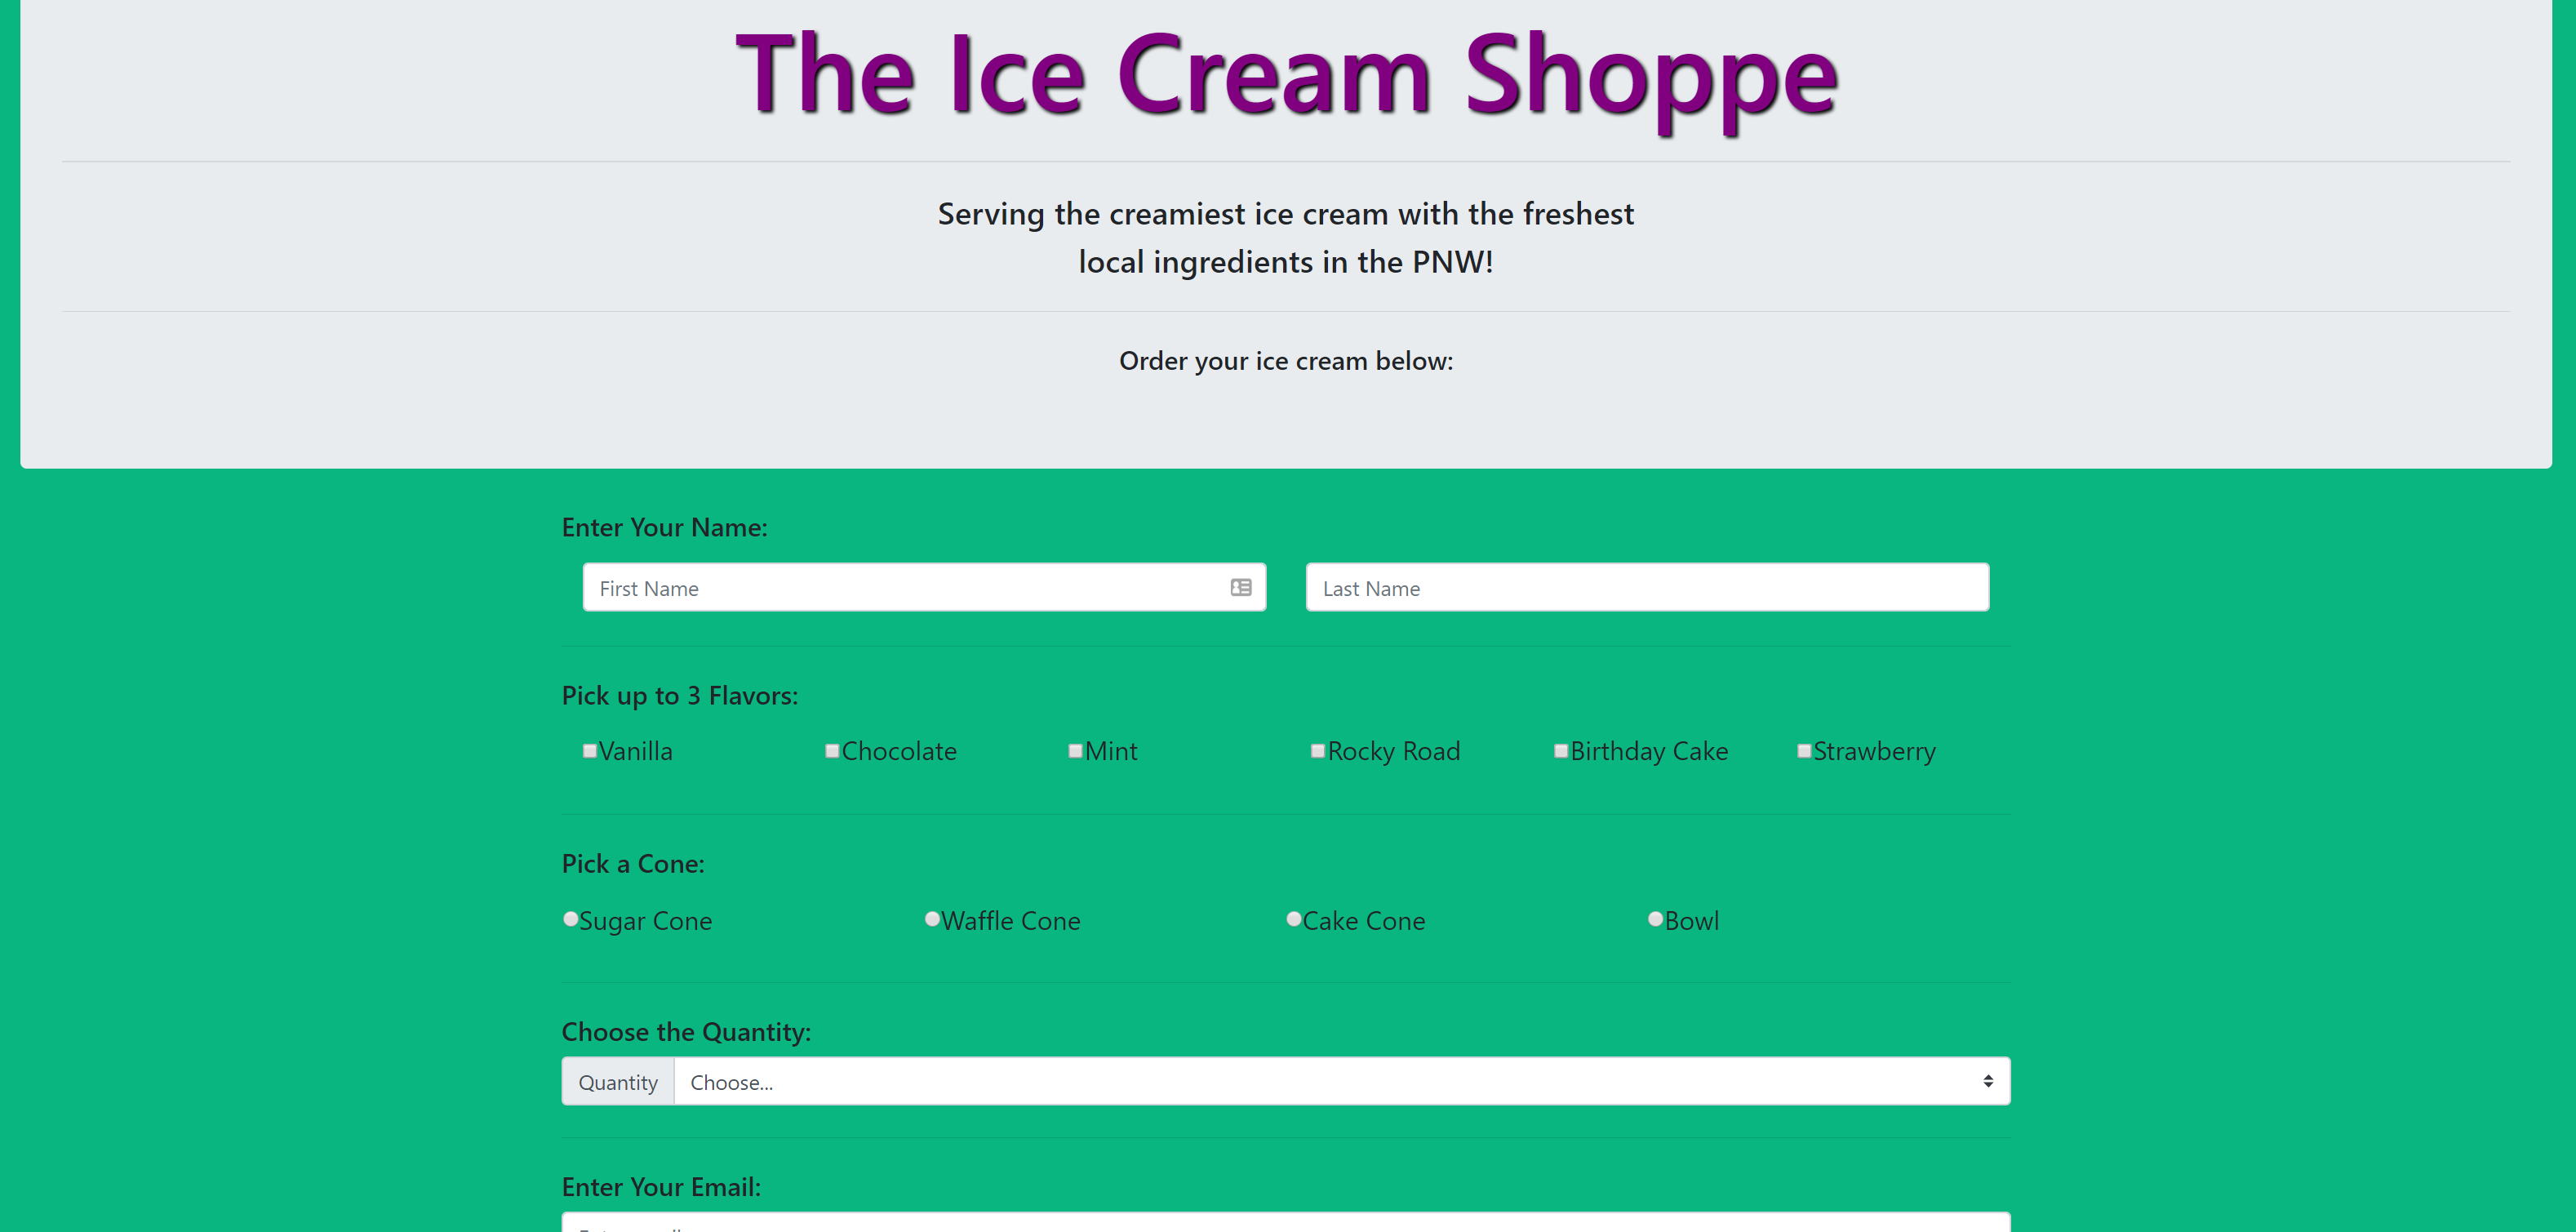 The Ice Cream Shoppe
Serving the creamiest ice cream with the freshest
local ingredients in the PNW!
Order your ice cream below:
Enter Your Name:
First Name Last Name
Pick up to 3 Flavors:
Vanilla Chocolate Mint Rocky Road Birthday Cake Strawberry
Pick a Cone:
Sugar Cone Waffle Cone Cake Cone Bowl
Choose the Quantity:
Quantity Choose...
Enter Your Email: